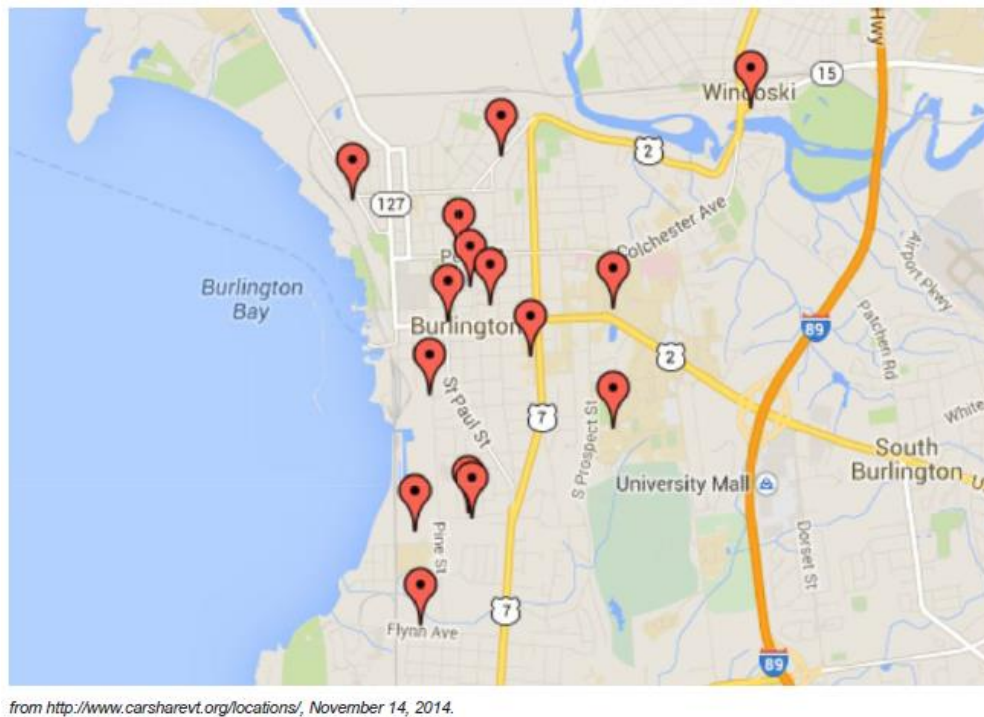 Hwy
15
Winooski
2
127
Colchester Ave
Airport Pkwy
Burlington
Bay
Burlington
89
Patchen Rd
2
St Paul St
7
S Prospect St
White
South
Burlington
University Mall
U
Pine St
Dorset St
7
Flynn Ave
89
from http://www.carsharevt.org/locations/, November 14, 2014.